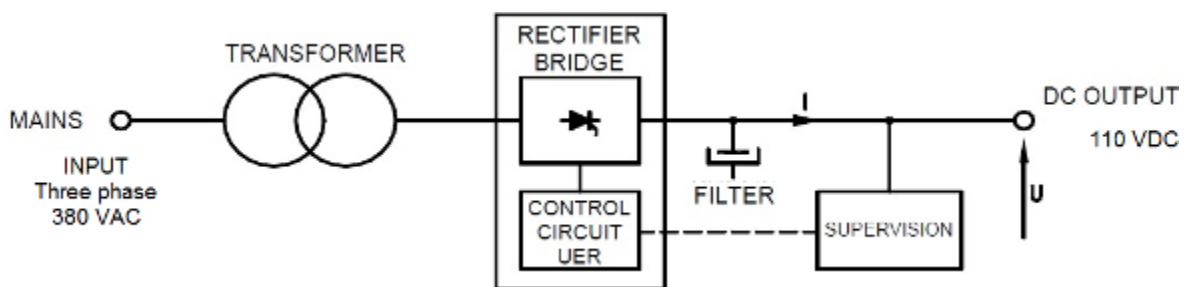 TRANSFORMER
RECTIFIER
BRIDGE
MAINS
INPUT
Three phase
380 VAC
I
DC OUTPUT
110 VDC
U
FILTER
CONTROL
CIRCUIT
UER
SUPERVISION